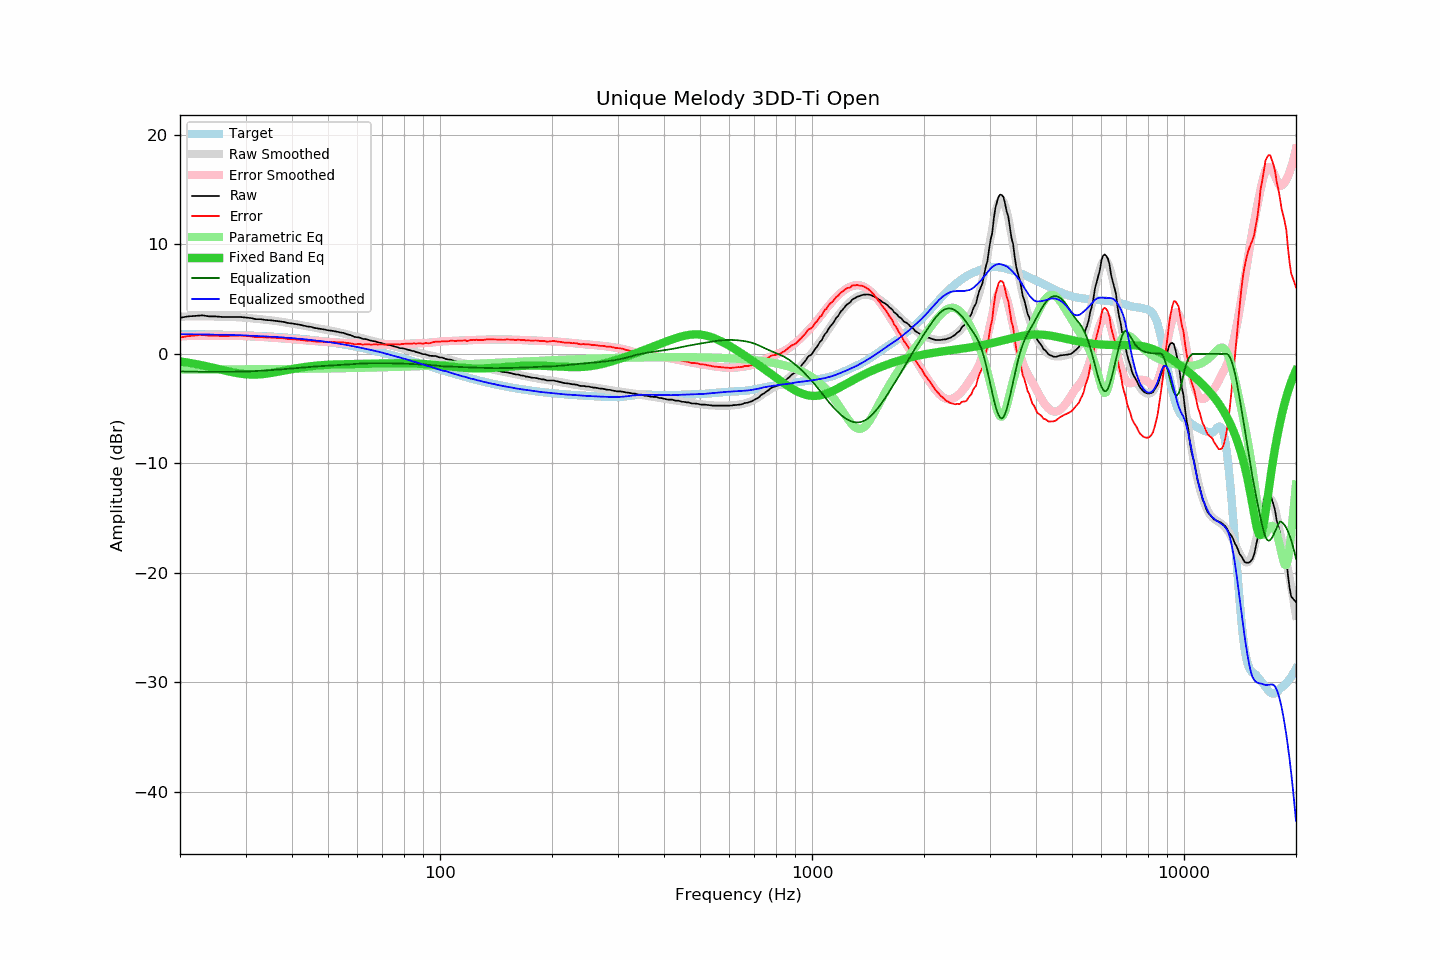 Unique Melody 3DD-Ti Open
Target
Raw Smoothed
Error Smoothed
Raw
Error
Parametric Eq
Fixed Band Eq
Equalization
Equalized smoothed
20
10
0
−10
−20
−30
−40
Amplitude (dBr)
100
1000
10000
Frequency (Hz)